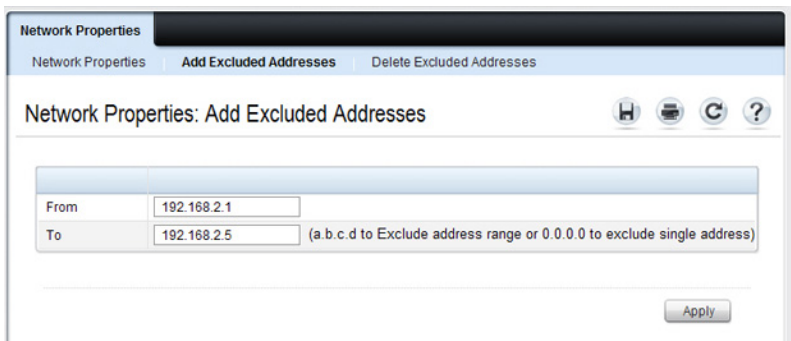 Network Properties
Network Properties Add Excluded Addresses Delete Excluded Addresses
Network Properties: Add Excluded Addresses
?
From 192.168.2.1
To 192.168.2.5 (a.b.c.d to Exclude address range or 0.0.0.0 to exclude single address)
Apply